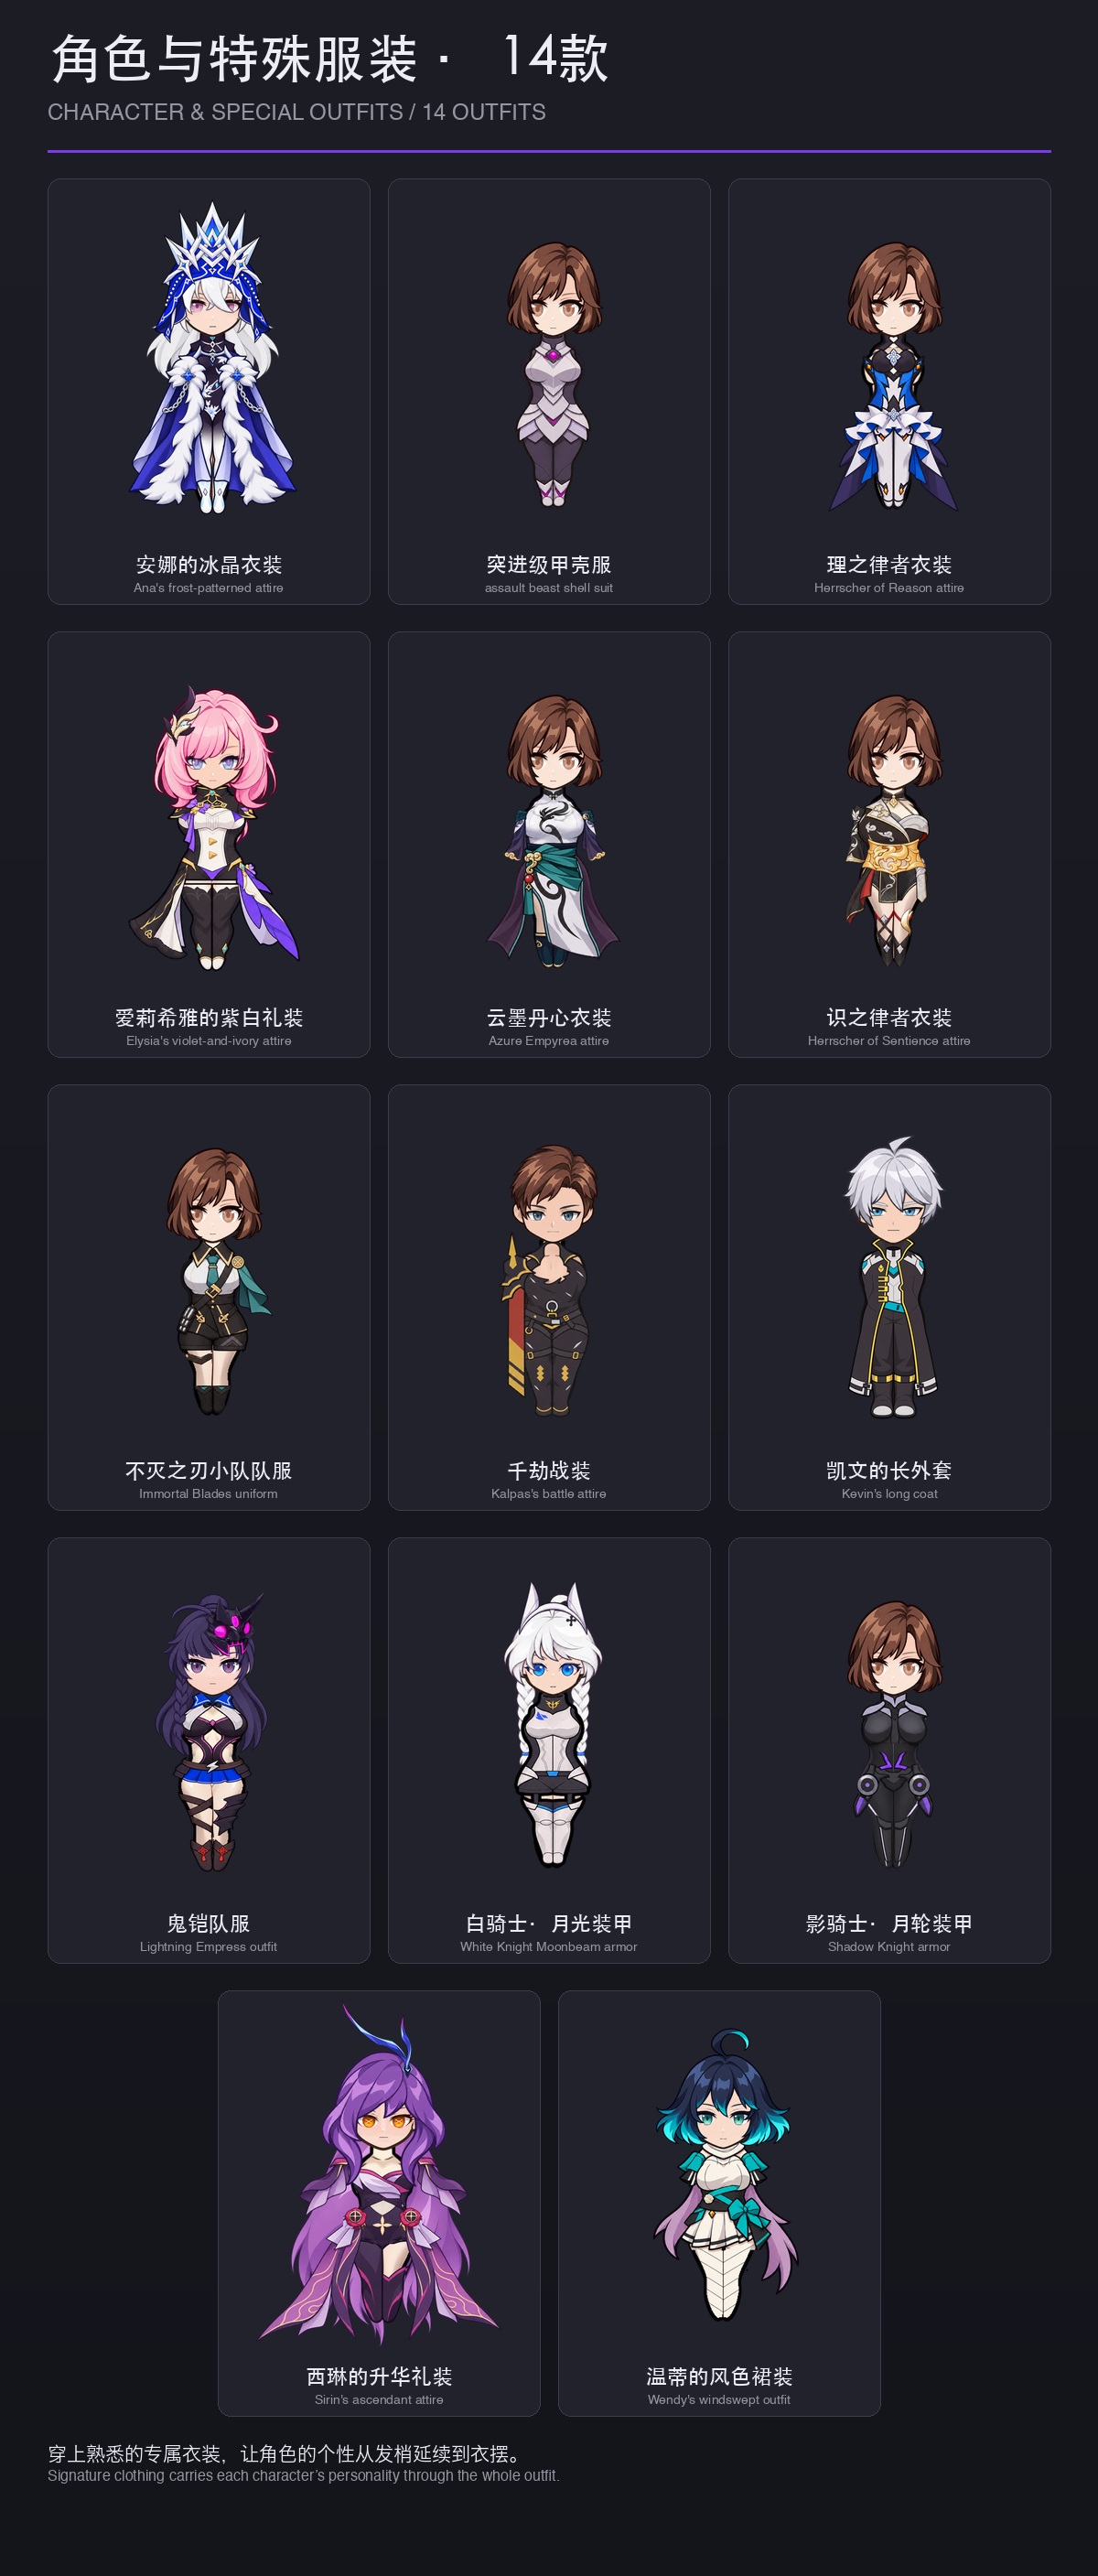 角色与特殊服装 · 14款
CHARACTER & SPECIAL OUTFITS / 14 OUTFITS
安娜的冰晶衣装
Ana's frost-patterned attire
突进级甲壳服
assault beast shell suit
理之律者衣装
Herrscher of Reason attire
爱莉希雅的紫白礼装
Elysia's violet-and-ivory attire
云墨丹心衣装
Azure Empyrea attire
识之律者衣装
Herrscher of Sentience attire
不灭之刃小队队服
Immortal Blades uniform
千劫战装
Kalpas's battle attire
凯文的长外套
Kevin's long coat
鬼铠队服
Lightning Empress outfit
白骑士· 月光装甲
White Knight Moonbeam armor
影骑士· 月轮装甲
Shadow Knight armor
西琳的升华礼装
Sirin's ascendant attire
温蒂的风色裙装
Wendy's windswept outfit
穿上熟悉的专属衣装，让角色的个性从发梢延续到衣摆。
Signature clothing carries each character’s personality through the whole outfit.